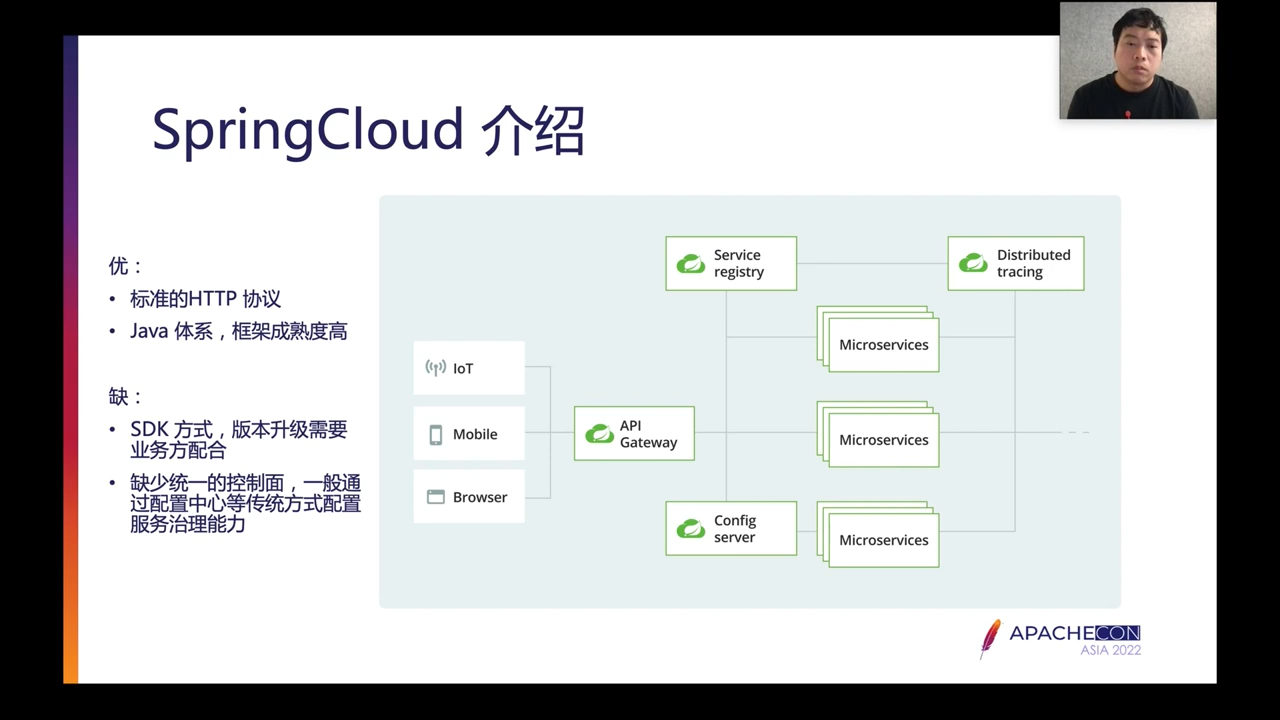 SpringCloud 介绍
优：
• 标准的HTTP 协议
• Java 体系，框架成熟度高
缺：
• SDK 方式，版本升级需要
业务方配合
• 缺少统一的控制面，一般通
过配置中心等传统方式配置
服务治理能力
IoT
Mobile
Browser
API
Gateway
Service
registry
Config
server
Distributed
tracing
Microservices
Microservices
Microservices
APACHECON
ASIA 2022